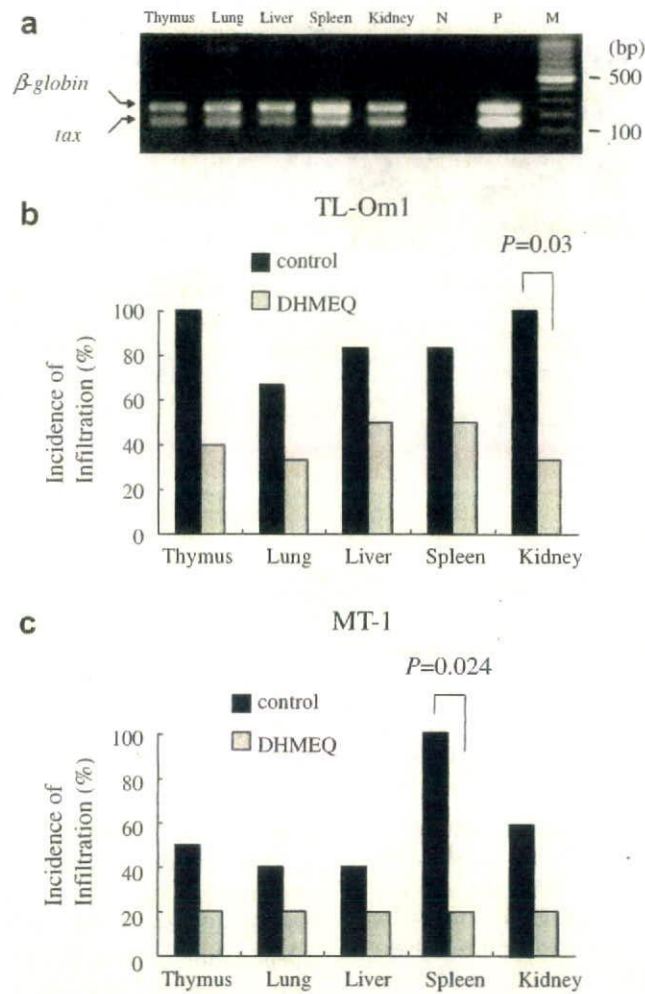 a
Thymus Lung Liver Spleen Kidney N P M
(bp)
500
β-globin
tax
100
b
TL-Om1
P=0.03
control
DHMEQ
Incidence of
Infiltration (%)
100
80
60
40
20
0
Thymus Lung Liver Spleen Kidney
c
MT-1
P=0.024
control
DHMEQ
Incidence of
Infiltration (%)
100
80
60
40
20
0
Thymus Lung Liver Spleen Kidney